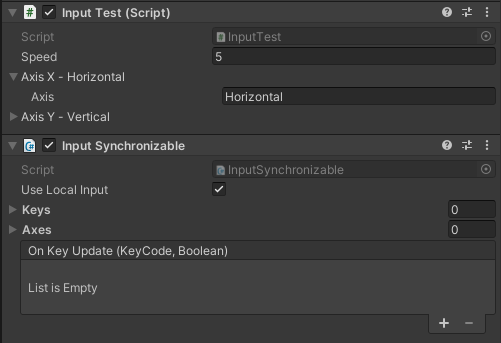 Input Test (Script)
Script InputTest
Speed 5
Axis X - Horizontal
Axis Horizontal
Axis Y - Vertical
Input Synchronizable
Script InputSynchronizable
Use Local Input
Keys 0
Axes 0
On Key Update (KeyCode, Boolean)
List is Empty